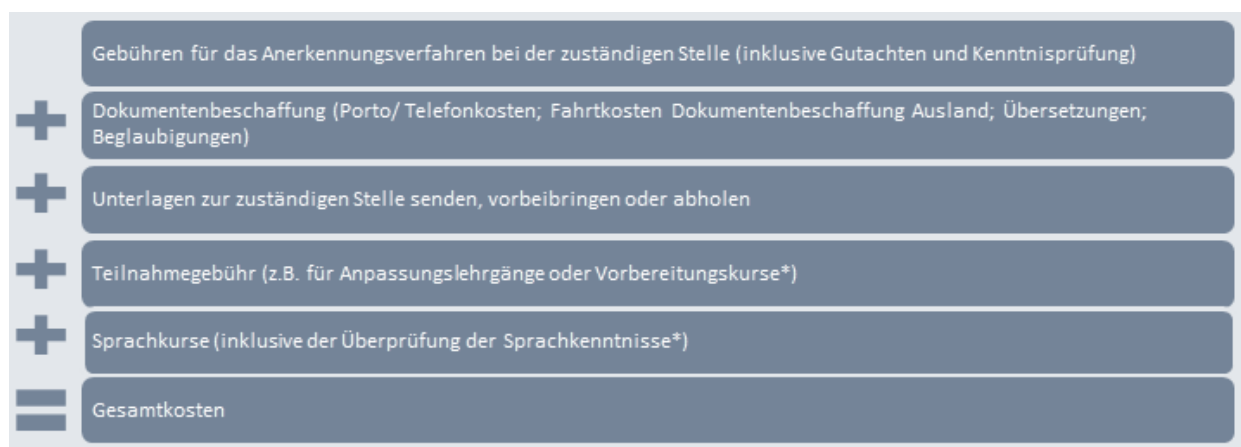 Gebühren für das Anerkennungsverfahren bei der zuständigen Stelle (inklusive Gutachten und Kenntnisprüfung)
Dokumentenbeschaffung (Porto/ Telefonkosten; Fahrtkosten Dokumentenbeschaffung Ausland; Übersetzungen;
Beglaubigungen)
Unterlagen zur zuständigen Stelle senden, vorbeibringen oder abholen
Teilnahmegebühr (z.B. für Anpassungslehrgänge oder Vorbereitungskurse*)
Sprachkurse (inklusive der Überprüfung der Sprachkenntnisse*)
Gesamtkosten